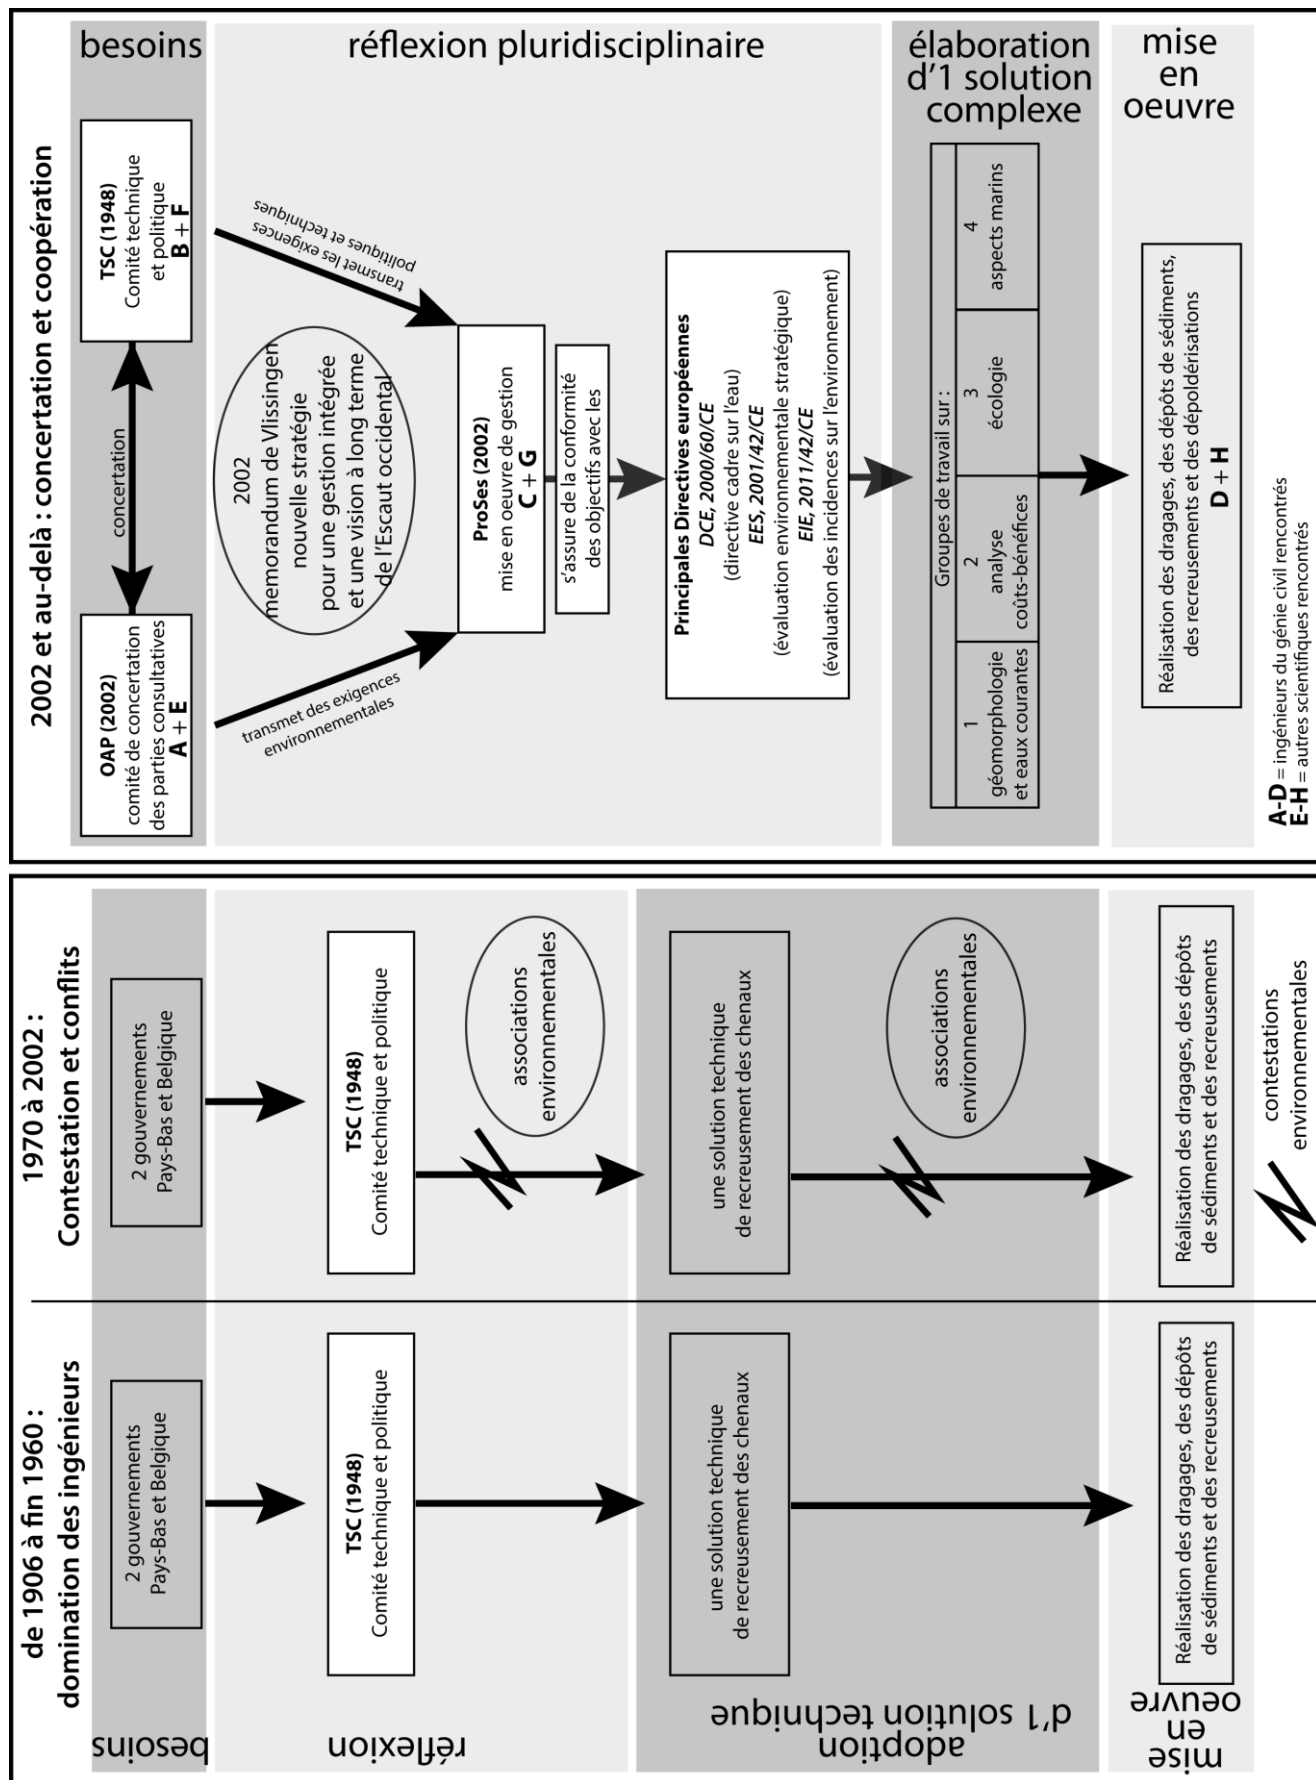 de 1906 à fin 1960 :
domination des ingénieurs
1970 à 2002 :
Contestation et conflits
besoins
2 gouvernements
Pays-Bas et Belgique
2 gouvernements
Pays-Bas et Belgique
réflexion
TSC (1948)
Comité technique et politique
TSC (1948)
Comité technique et politique
associations
environnementales
adoption
d'1 solution technique
une solution technique
de recreusement des chenaux
une solution technique
de recreusement des chenaux
associations
environnementales
mise
en
oeuvre
Réalisation des dragages, des dépôts
de sédiments et des recreusements
Réalisation des dragages, des dépôts
de sédiments et des recreusements
contestations
environnementales
2002 et au-delà : concertation et coopération
besoins
OAP (2002)
comité de concertation
des parties consultatives
A + E
concertation
TSC (1948)
Comité technique
et politique
B + F
réflexion pluridisciplinaire
transmet des exigences
environnementales
2002
memorandum de Vlissingen
nouvelle stratégie
pour une gestion intégrée
et une vision à long terme
de l'Escaut occidental
transmet les exigences
politiques et techniques
ProSes (2002)
mise en oeuvre de gestion
C + G
s'assure de la conformité
des objectifs avec les
Principales Directives européennes
DCE, 2000/60/CE
(directive cadre sur l'eau)
EES, 2001/42/CE
(évaluation environnementale stratégique)
EIE, 2011/42/CE
(évaluation des incidences sur l'environnement)
élaboration
d'1 solution
complexe
Groupes de travail sur :
1
géomorphologie
et eaux courantes
2
analyse
coûts-bénéfices
3
écologie
4
aspects marins
mise
en
oeuvre
Réalisation des dragages, des dépôts de sédiments,
des recreusements et des dépoldérisations
D + H
A-D = ingénieurs du génie civil rencontrés
E-H = autres scientifiques rencontrés